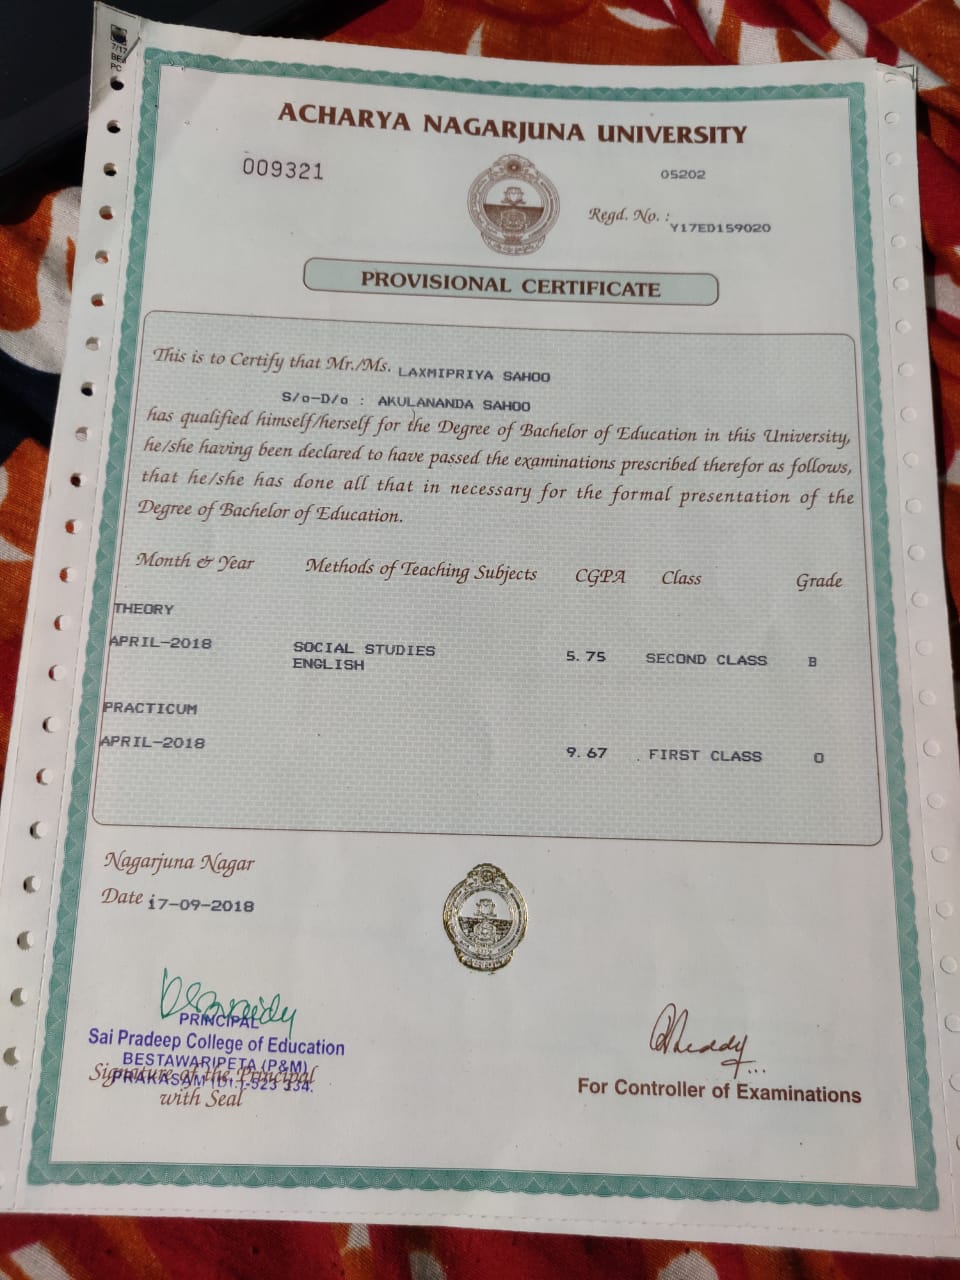 7/17
BEd
PC
ACHARYA NAGARJUNA UNIVERSITY
009321
05202
Regd. No. : Y17ED159020
PROVISIONAL CERTIFICATE
This is to Certify that Mr./Ms. LAXMIPRIYA SAHOO
S/o-D/o : AKULANANDA SAHOO
has qualified himself/herself for the Degree of Bachelor of Education in this University,
he/she having been declared to have passed the examinations prescribed therefor as follows,
that he/she has done all that in necessary for the formal presentation of the
Degree of Bachelor of Education.
Month & Year Methods of Teaching Subjects CGPA Class Grade
THEORY
APRIL-2018 SOCIAL STUDIES 5.75 SECOND CLASS B
ENGLISH
PRACTICUM
APRIL-2018 9.67 FIRST CLASS O
Nagarjuna Nagar
Date 17-09-2018
PRINCIPAL
Sai Pradeep College of Education
BESTAWARIPETA (P&M)
PRAKASAM (Dt.)-523 334.
Signature of the Principal
with Seal
For Controller of Examinations